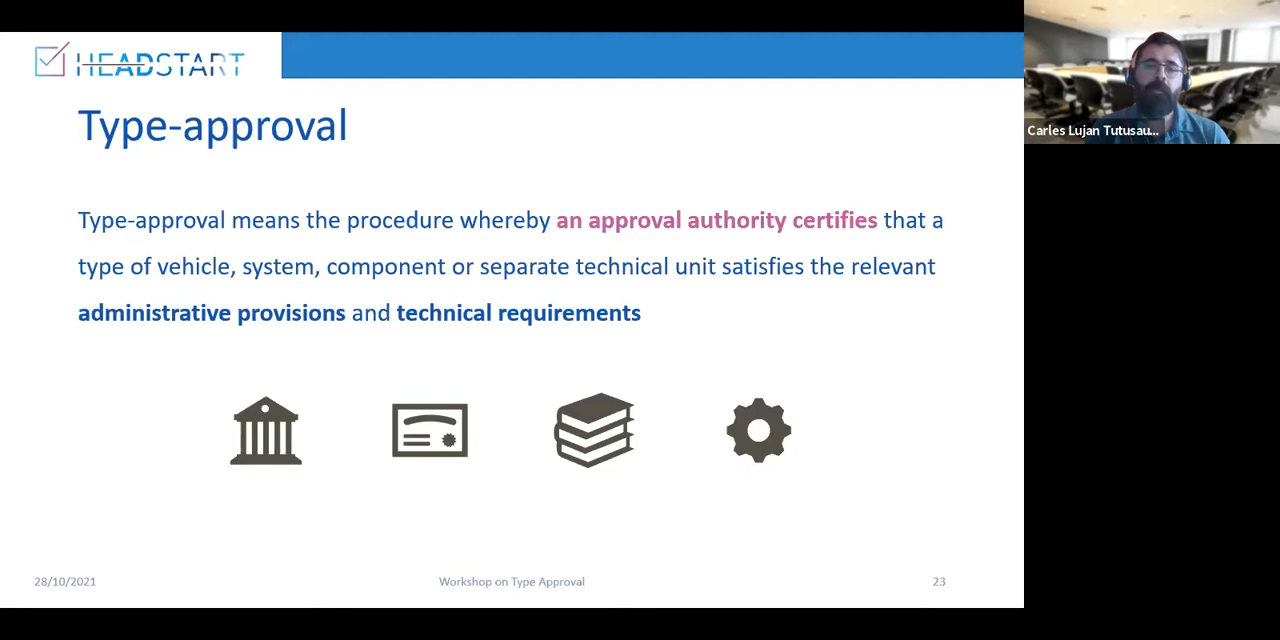 HEADSTART
Type-approval
Type-approval means the procedure whereby an approval authority certifies that a
type of vehicle, system, component or separate technical unit satisfies the relevant
administrative provisions and technical requirements
28/10/2021
Workshop on Type Approval
23
Carles Lujan Tutusau...